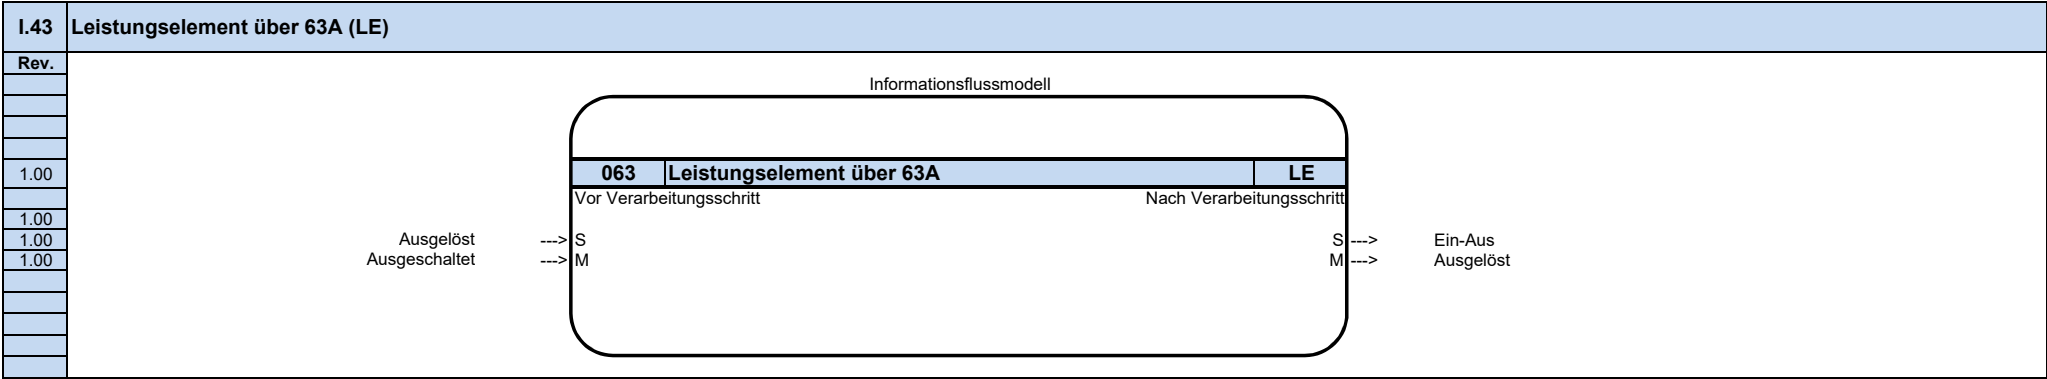 I.43 Leistungselement über 63A (LE)
Rev.
Informationsflussmodell
1.00 063 Leistungselement über 63A LE
Vor Verarbeitungsschritt Nach Verarbeitungsschritt
1.00
1.00 Ausgelöst ---> S S ---> Ein-Aus
1.00 Ausgeschaltet ---> M M ---> Ausgelöst